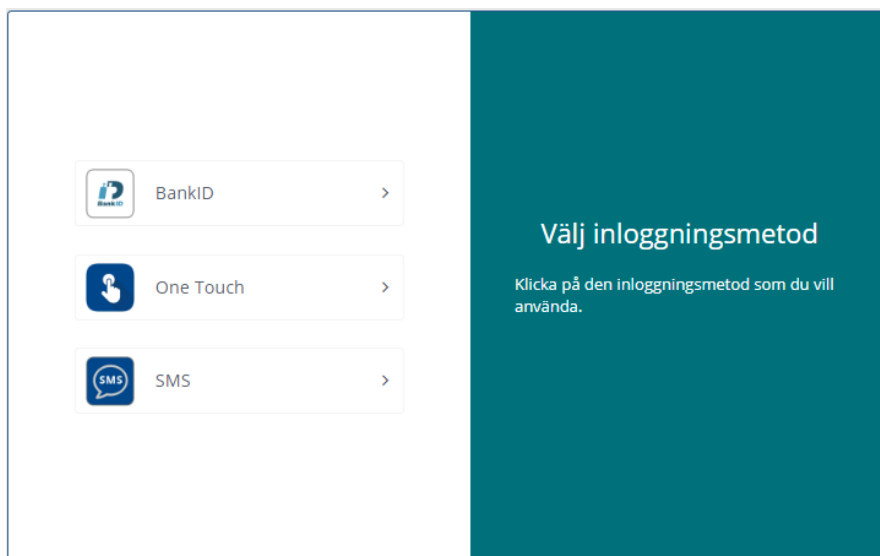 BankID
BankID
One Touch
SMS
SMS
Välj inloggningsmetod
Klicka på den inloggningsmetod som du vill
använda.